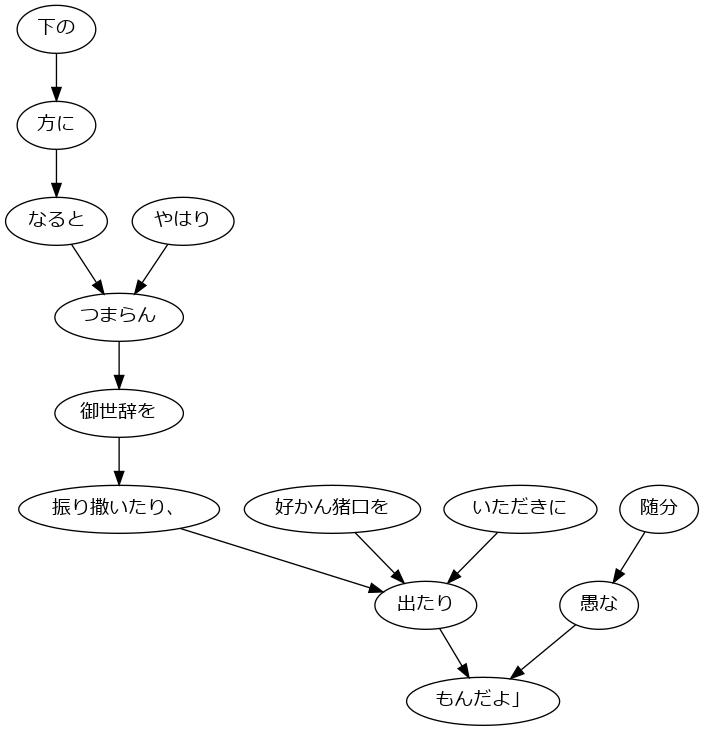 下の
方に
なると
やはり
つまらん
御世辞を
振り撒いたり、
好かん猪口を
いただきに
随分
出たり
愚な
もんだよ」